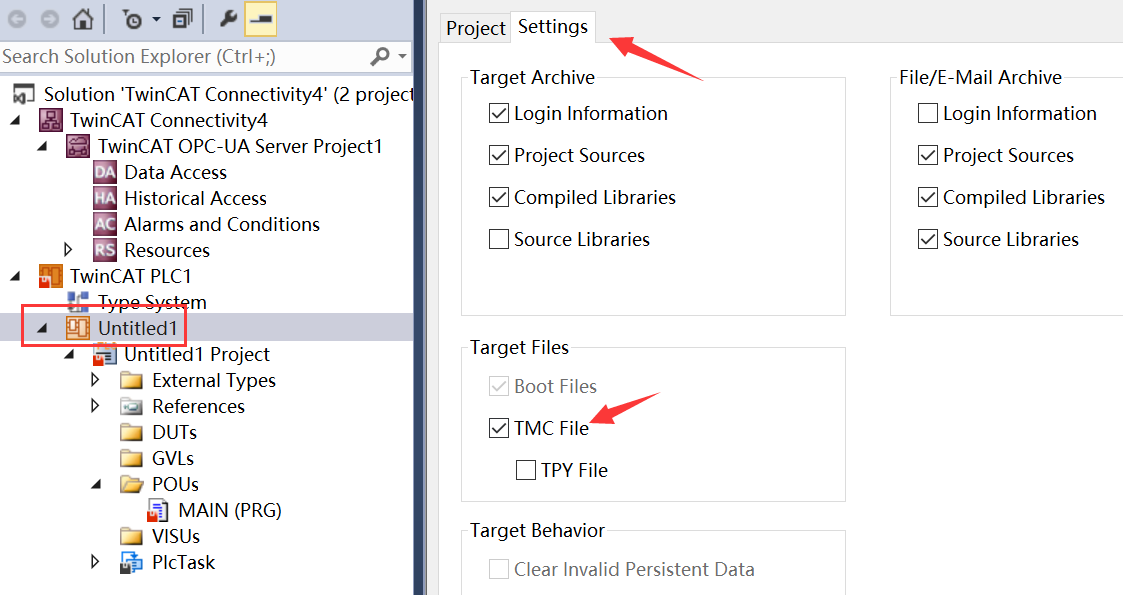 Search Solution Explorer (Ctrl+;)
Solution 'TwinCAT Connectivity4' (2 project
TwinCAT Connectivity4
TwinCAT OPC-UA Server Project1
DA Data Access
HA Historical Access
AC Alarms and Conditions
RS Resources
TwinCAT PLC1
Type System
Untitled1
Untitled1 Project
External Types
References
DUTs
GVLs
POUs
MAIN (PRG)
VISUs
PlcTask
Project Settings
Target Archive
Login Information
Project Sources
Compiled Libraries
Source Libraries
File/E-Mail Archive
Login Information
Project Sources
Compiled Libraries
Source Libraries
Target Files
Boot Files
TMC File
TPY File
Target Behavior
Clear Invalid Persistent Data